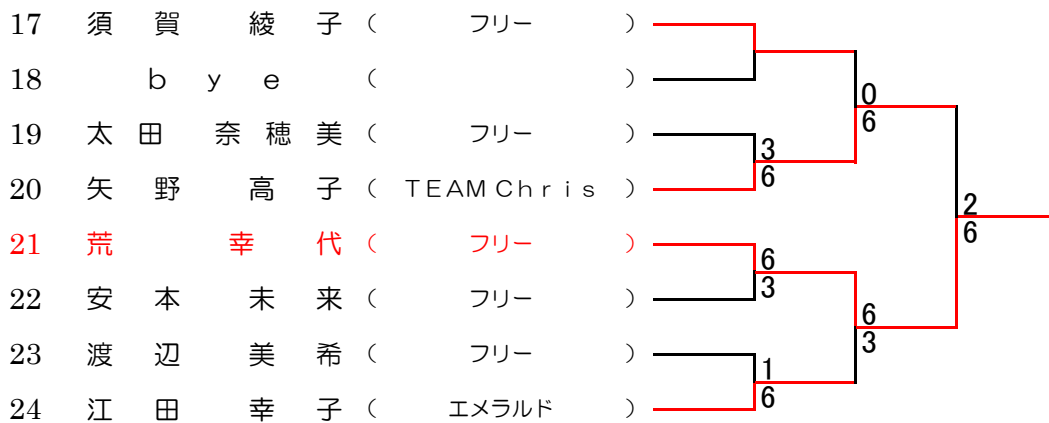 17 須賀 綾子 ( フリー )
18 bye ( )
0
6
19 太田 奈穂美 ( フリー )
3
6
20 矢野 高子 ( TEAM Chris )
2
6
21 荒 幸代 ( フリー )
6
3
22 安本 未来 ( フリー )
6
3
23 渡辺 美希 ( フリー )
1
6
24 江田 幸子 ( エメラルド )